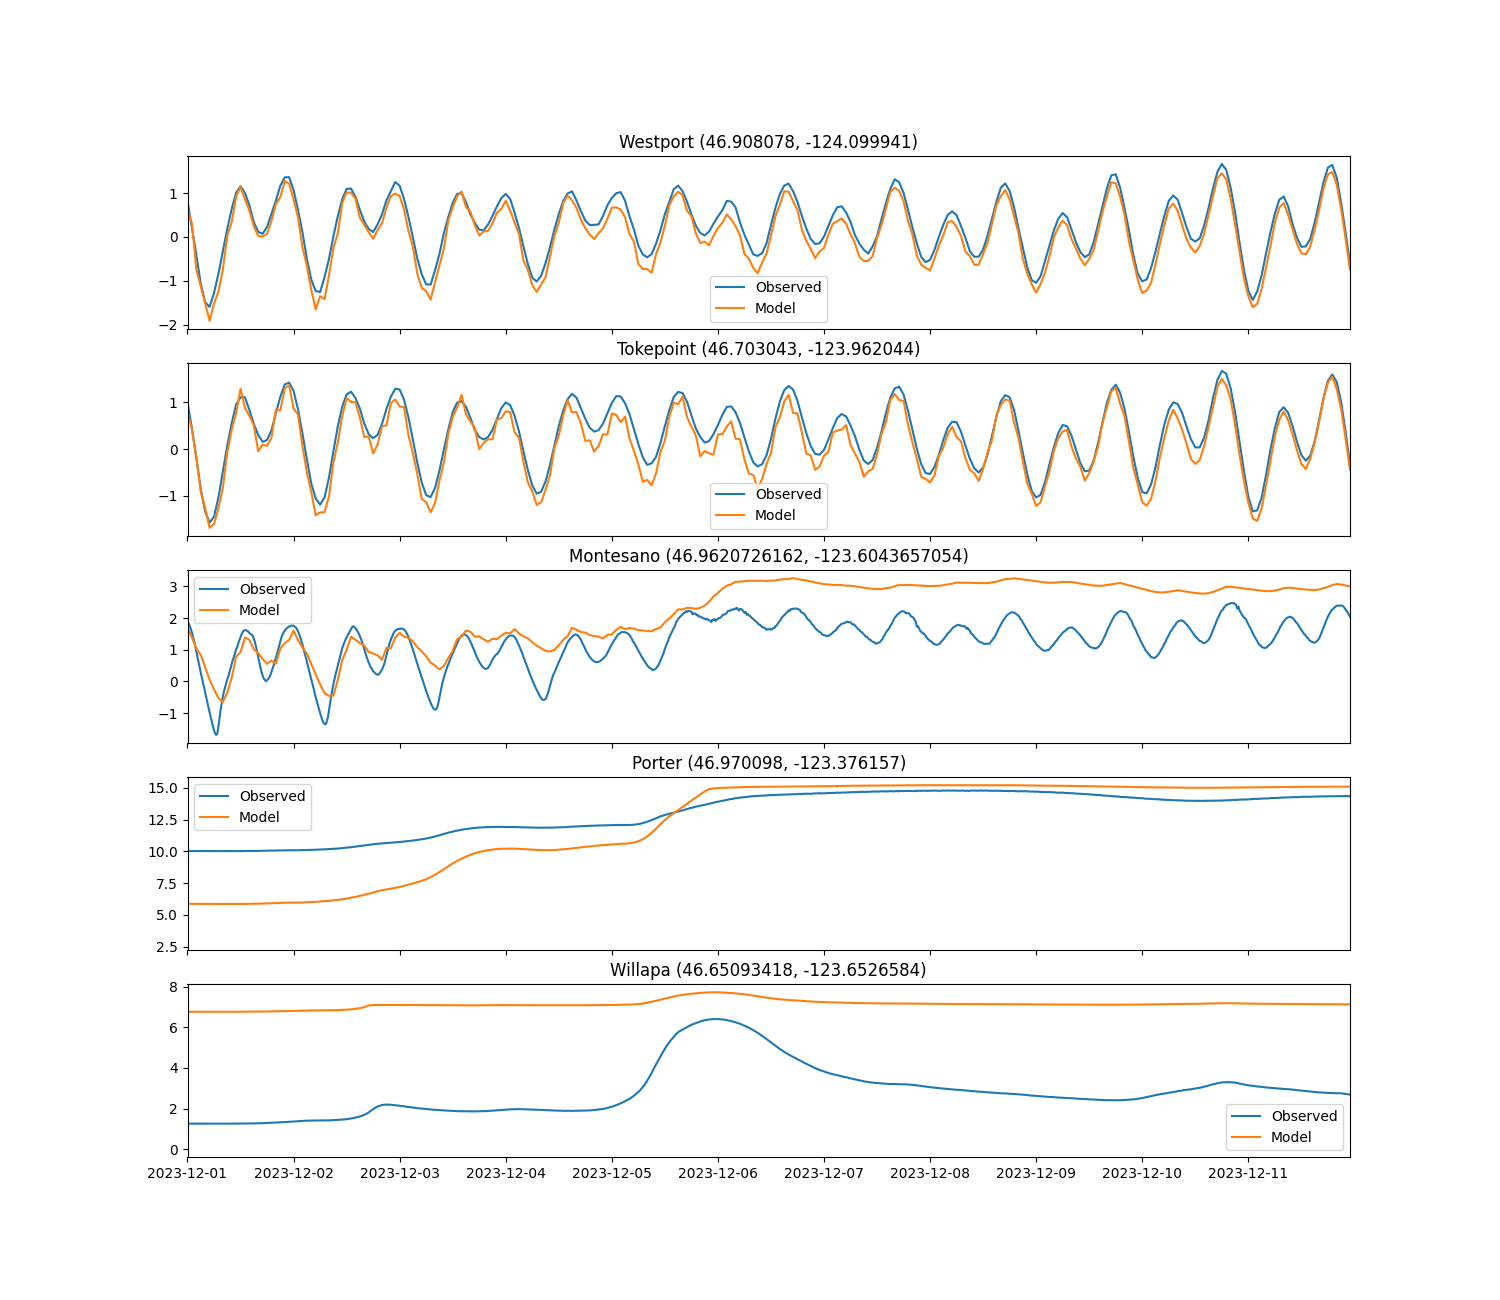 Westport (46.908078, -124.099941)
1
0
−1
−2
Observed
Model
Tokepoint (46.703043, -123.962044)
1
0
−1
Observed
Model
Montesano (46.9620726162, -123.6043657054)
3
2
1
0
−1
Observed
Model
Porter (46.970098, -123.376157)
15.0
12.5
10.0
7.5
5.0
2.5
Observed
Model
Willapa (46.65093418, -123.6526584)
8
6
4
2
0
Observed
Model
2023-12-01 2023-12-02 2023-12-03 2023-12-04 2023-12-05 2023-12-06 2023-12-07 2023-12-08 2023-12-09 2023-12-10 2023-12-11